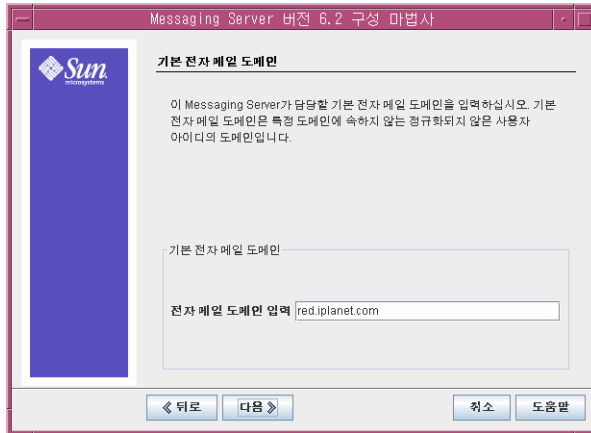 Messaging Server 버전 6.2 구성 마법사
Sun
microsystems
기본 전자 메일 도메인
이 Messaging Server가 담당할 기본 전자 메일 도메인을 입력하십시오. 기본
전자 메일 도메인은 특정 도메인에 속하지 않는 정규화되지 않은 사용자
아이디의 도메인입니다.
기본 전자 메일 도메인
전자 메일 도메인 입력 red.iplanet.com
뒤로 다음 취소 도움말